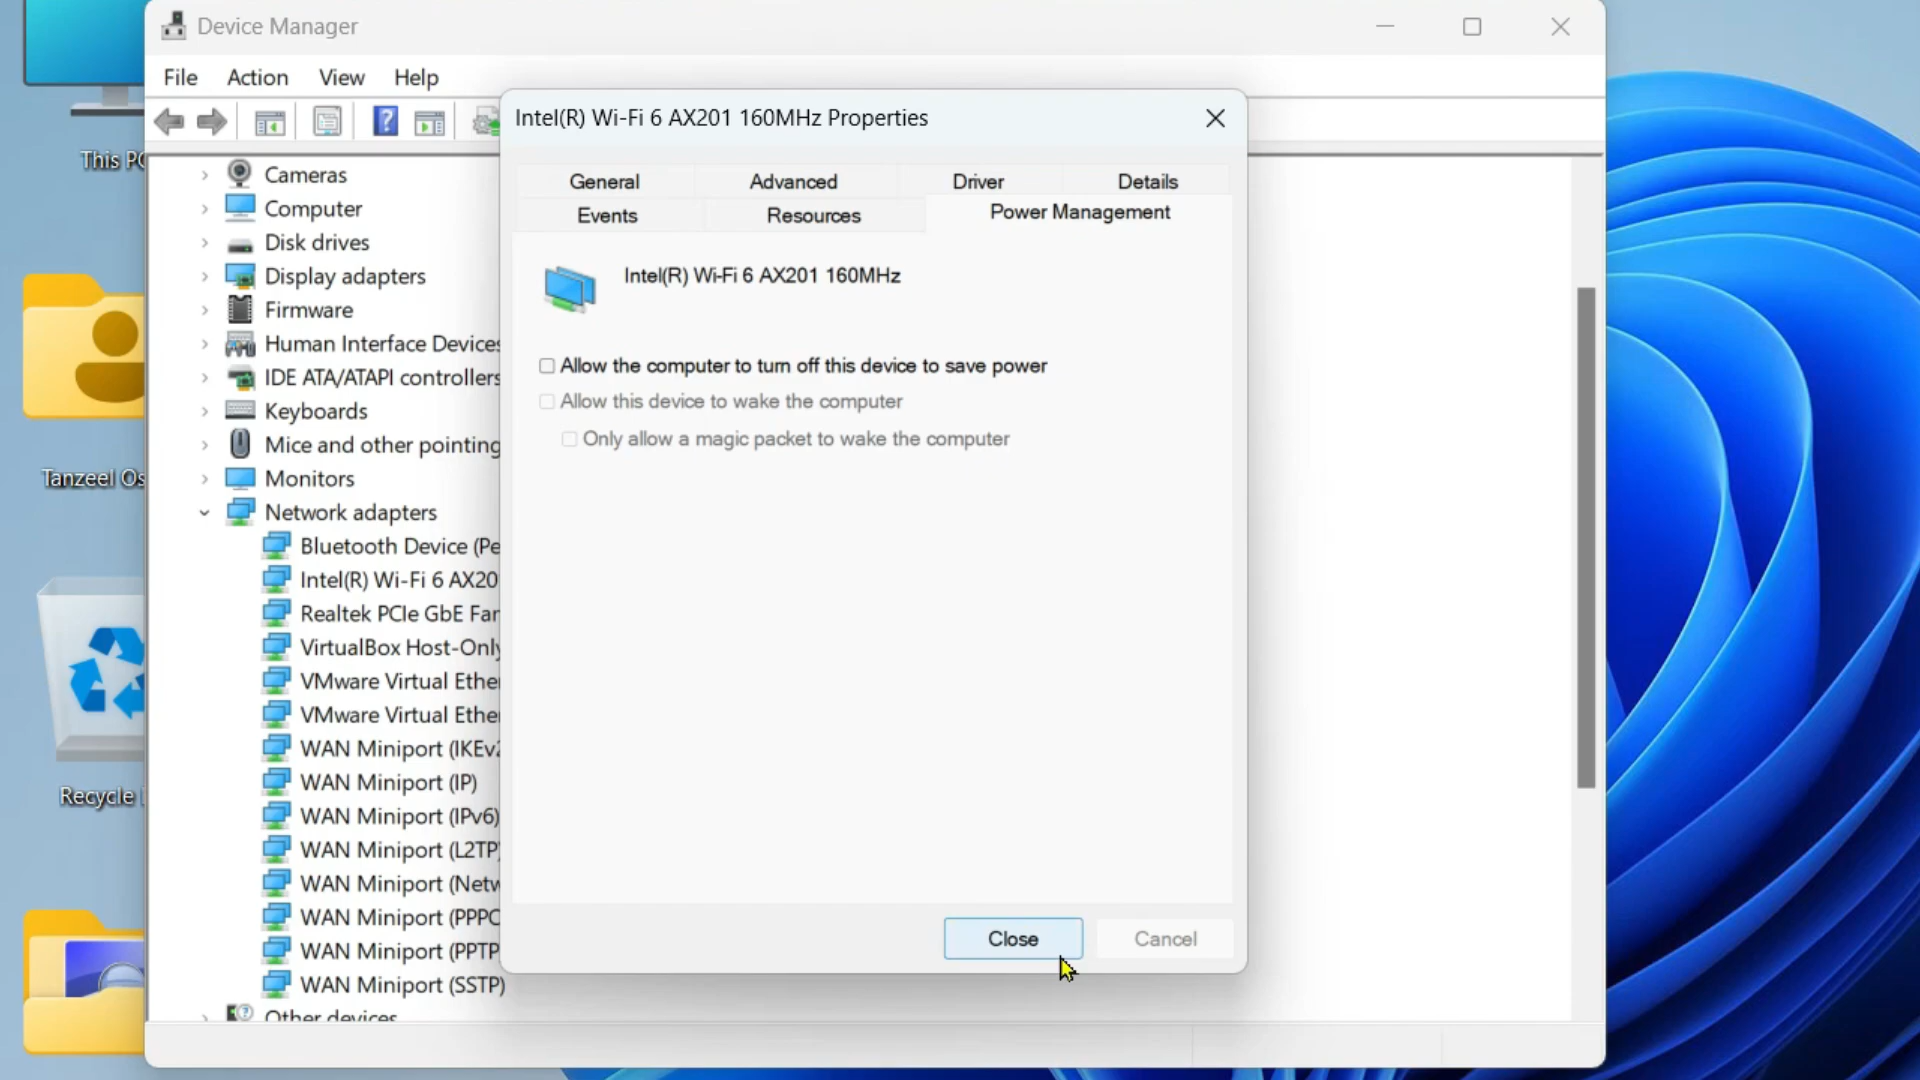 Device Manager
File Action View Help
This PC
Tanzeel Os
Recycle
Cameras
Computer
Disk drives
Display adapters
Firmware
Human Interface Devices
IDE ATA/ATAPI controllers
Keyboards
Mice and other pointing
Monitors
Network adapters
Bluetooth Device (Pe
Intel(R) Wi-Fi 6 AX20
Realtek PCIe GbE Fam
VirtualBox Host-Only
VMware Virtual Ether
VMware Virtual Ether
WAN Miniport (IKEv2
WAN Miniport (IP)
WAN Miniport (IPv6)
WAN Miniport (L2TP)
WAN Miniport (Netw
WAN Miniport (PPPO
WAN Miniport (PPTP
WAN Miniport (SSTP)
Other devices
Intel(R) Wi-Fi 6 AX201 160MHz Properties
General Advanced Driver Details
Events Resources Power Management
Intel(R) Wi-Fi 6 AX201 160MHz
Allow the computer to turn off this device to save power
Allow this device to wake the computer
Only allow a magic packet to wake the computer
Close Cancel